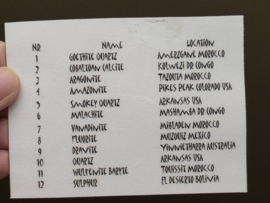 NR NAME LOCATION
1 GOETHITE QUARTZ AMERZGANE MOROCCO
2 COBALTOAN CALCITE KOLWEZI DR CONGO
3 ARAGONITE TAZOUTA MOROCCO
4 AMAZONITE PIKES PEAK COLORADO USA
5 SMOKEY QUARTZ ARKANSAS USA
6 MALACHITE MASHAMBA DR CONGO
7 VANADINITE MIBLADEN MOROCCO
8 FLUORITE MUZQUIZ MEXICO
9 DRAVITE YINNIETHARRA AUSTRALIA
10 QUARTZ ARKANSAS USA
11 WULFENITE BARYTE TOUISSIT MOROCCO
12 SULPHUR EL DESIERTO BOLIVIA